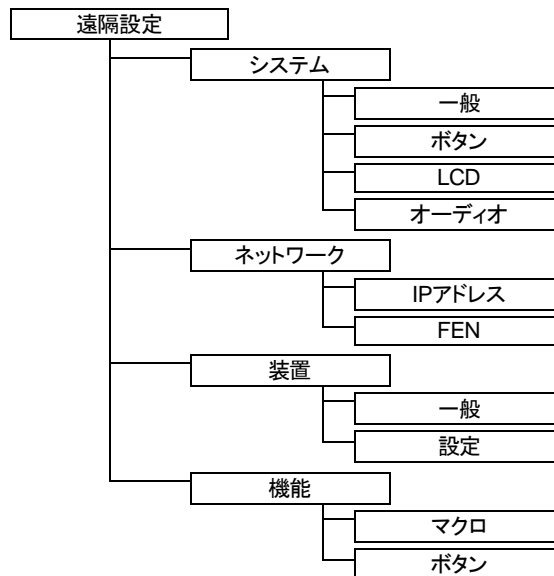 遠隔設定
システム
一般
ボタン
LCD
オーディオ
ネットワーク
IPアドレス
FEN
装置
一般
設定
機能
マクロ
ボタン